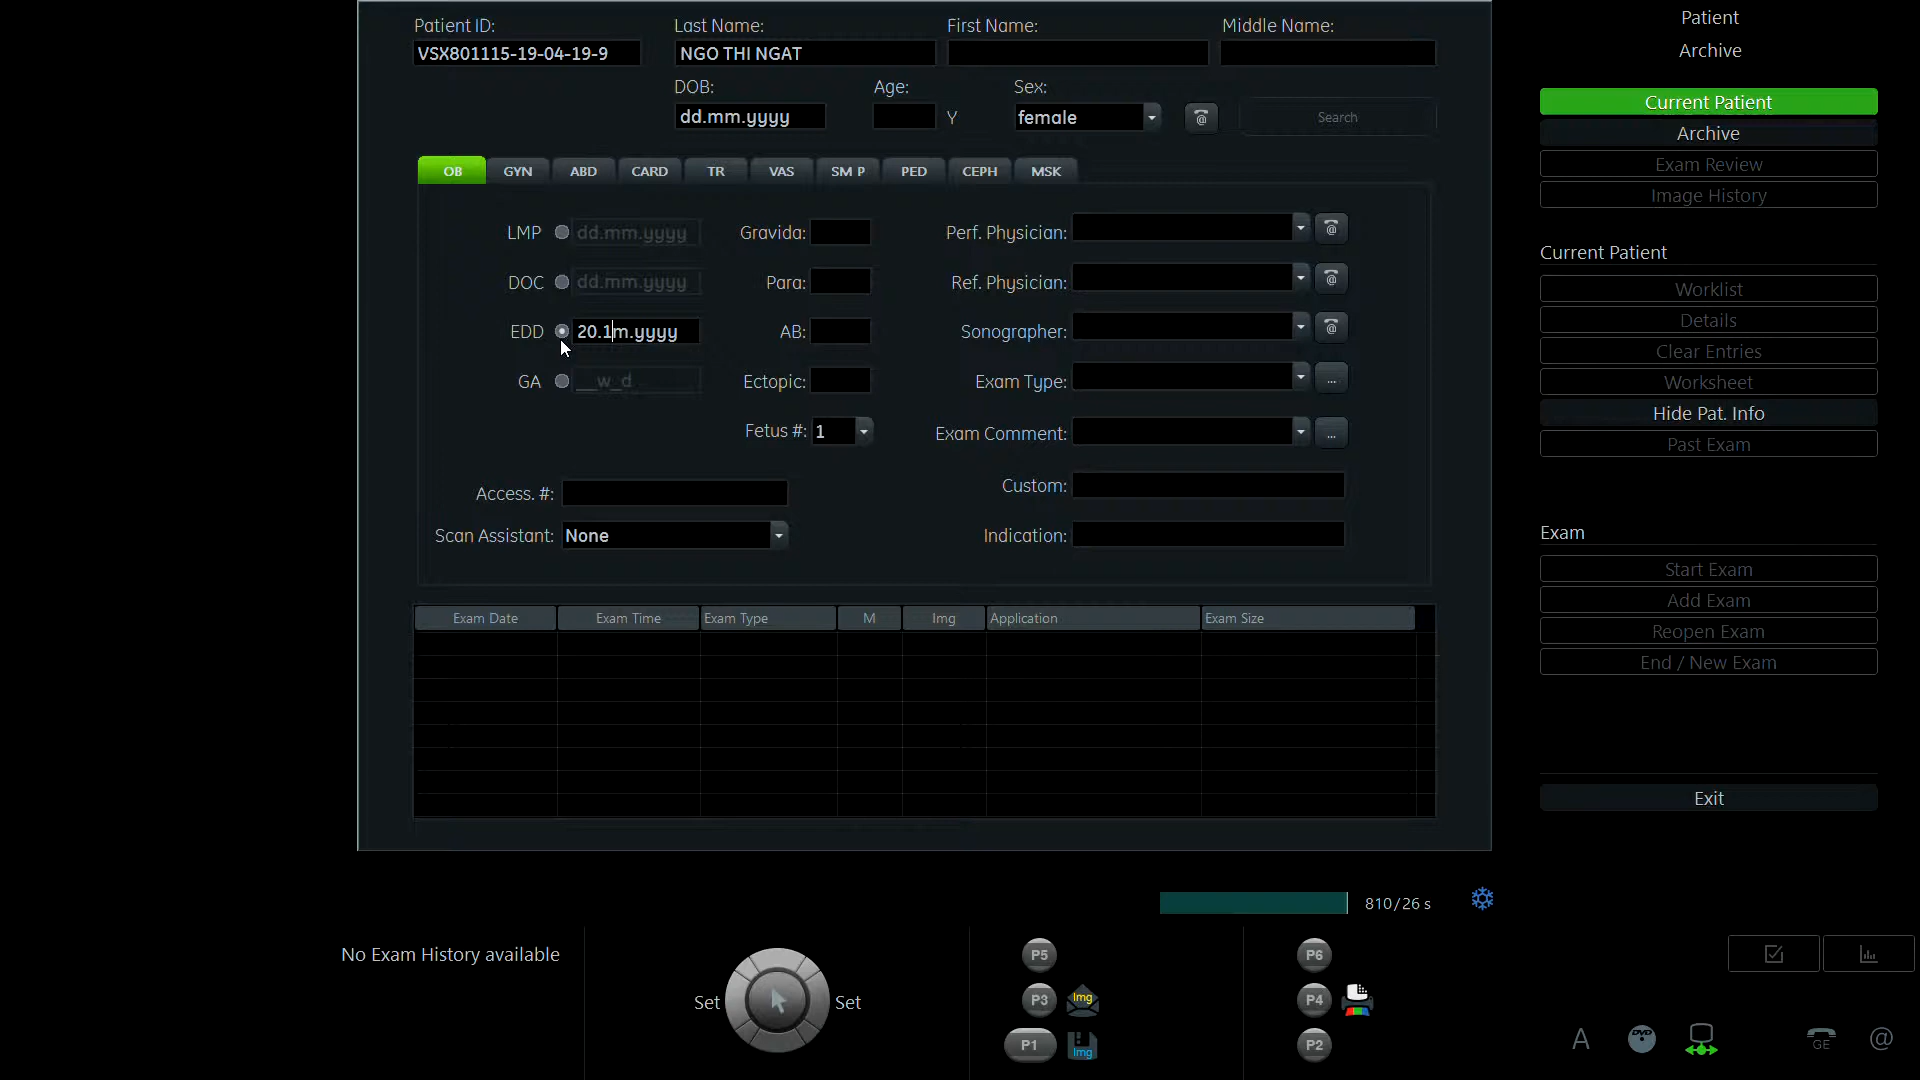 Patient ID: Last Name: First Name: Middle Name:
VSX801115-19-04-19-9 NGO THI NGAT
DOB: Age: Sex:
dd.mm.yyyy Y female Search
OB GYN ABD CARD TR VAS SM P PED CEPH MSK
LMP dd.mm.yyyy Gravida: Perf. Physician: @
DOC dd.mm.yyyy Para: Ref. Physician: @
EDD 20.1m.yyyy AB: Sonographer: @
GA __w_d Ectopic: Exam Type: ...
Fetus #: 1 Exam Comment: ...
Access. #: Custom:
Scan Assistant: None Indication:
Exam Date Exam Time Exam Type M Img Application Exam Size
810/26 s
No Exam History available
Set Set
P5
P3 Img
P1 Img
P6
P4
P2
Patient
Archive
Current Patient
Archive
Exam Review
Image History
Current Patient
Worklist
Details
Clear Entries
Worksheet
Hide Pat. Info
Past Exam
Exam
Start Exam
Add Exam
Reopen Exam
End / New Exam
Exit
A DVD GE @